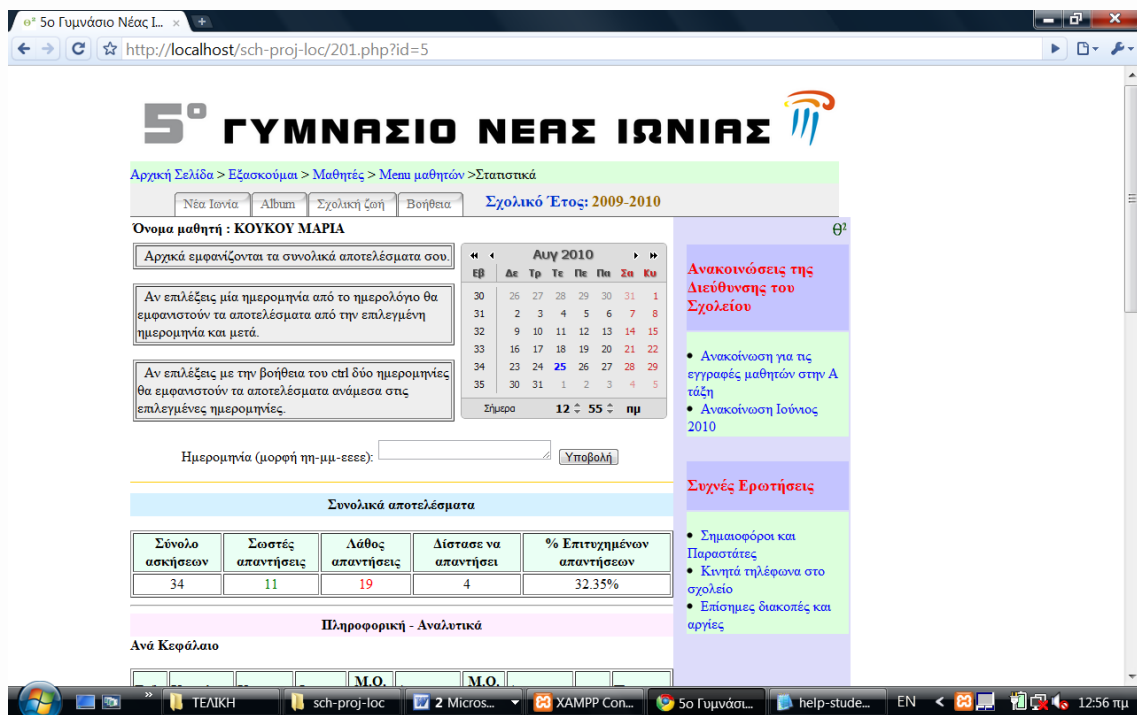 θ² 5ο Γυμνάσιο Νέας Ι...
http://localhost/sch-proj-loc/201.php?id=5
5ο ΓΥΜΝΑΣΙΟ ΝΕΑΣ ΙΩΝΙΑΣ
Αρχική Σελίδα > Εξασκούμαι > Μαθητές > Menu μαθητών >Στατιστικά
Νέα Ιωνία Album Σχολική ζωή Βοήθεια Σχολικό Έτος: 2009-2010
Όνομα μαθητή : ΚΟΥΚΟΥ ΜΑΡΙΑ
Αρχικά εμφανίζονται τα συνολικά αποτελέσματα σου.
Αν επιλέξεις μία ημερομηνία από το ημερολόγιο θα
εμφανιστούν τα αποτελέσματα από την επιλεγμένη
ημερομηνία και μετά.
Αν επιλέξεις με την βοήθεια του ctrl δύο ημερομηνίες
θα εμφανιστούν τα αποτελέσματα ανάμεσα στις
επιλεγμένες ημερομηνίες.
Αυγ 2010
Εβ Δε Τρ Τε Πε Πα Σα Κυ
30 26 27 28 29 30 31 1
31 2 3 4 5 6 7 8
32 9 10 11 12 13 14 15
33 16 17 18 19 20 21 22
34 23 24 25 26 27 28 29
35 30 31 1 2 3 4 5
Σήμερα 12 55 πμ
Ημερομηνία (μορφή ηη-μμ-εεεε): Υποβολή
Συνολικά αποτελέσματα
Σύνολο ασκήσεων Σωστές απαντήσεις Λάθος απαντήσεις Δίστασε να απαντήσει % Επιτυχημένων απαντήσεων
34 11 19 4 32.35%
Πληροφορική - Αναλυτικά
Ανά Κεφάλαιο
Μ.Ο. Μ.Ο.
θ²
Ανακοινώσεις της
Διεύθυνσης του
Σχολείου
• Ανακοίνωση για τις
εγγραφές μαθητών στην Α
τάξη
• Ανακοίνωση Ιούνιος
2010
Συχνές Ερωτήσεις
• Σημαιοφόροι και
Παραστάτες
• Κινητά τηλέφωνα στο
σχολείο
• Επίσημες διακοπές και
αργίες
ΤΕΛΙΚΗ sch-proj-loc 2 Micros... XAMPP Con... 5ο Γυμνάσι... help-stude... EN 12:56 πμ